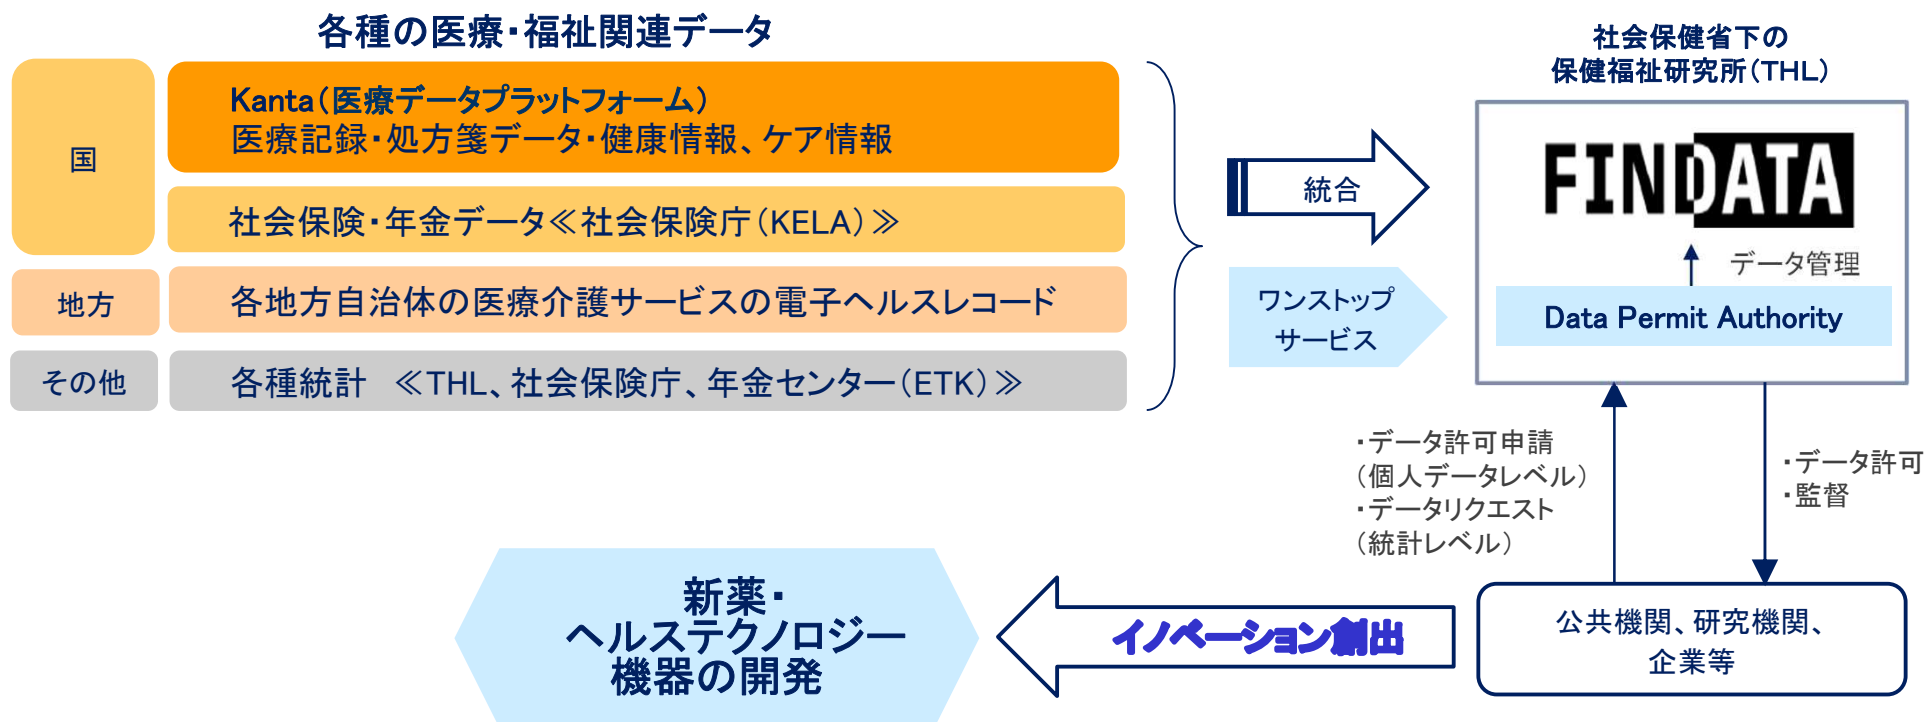 各種の医療・福祉関連データ
国
Kanta（医療データプラットフォーム）
医療記録・処方箋データ・健康情報、ケア情報
社会保険・年金データ≪社会保険庁（KELA）≫
地方
各地方自治体の医療介護サービスの電子ヘルスレコード
その他
各種統計　≪THL、社会保険庁、年金センター（ETK）≫
統合
ワンストップ
サービス
社会保健省下の
保健福祉研究所（THL）
FINDATA
データ管理
Data Permit Authority
・データ許可申請
（個人データレベル）
・データリクエスト
（統計レベル）
・データ許可
・監督
公共機関、研究機関、
企業等
イノベーション創出
新薬・
ヘルステクノロジー
機器の開発